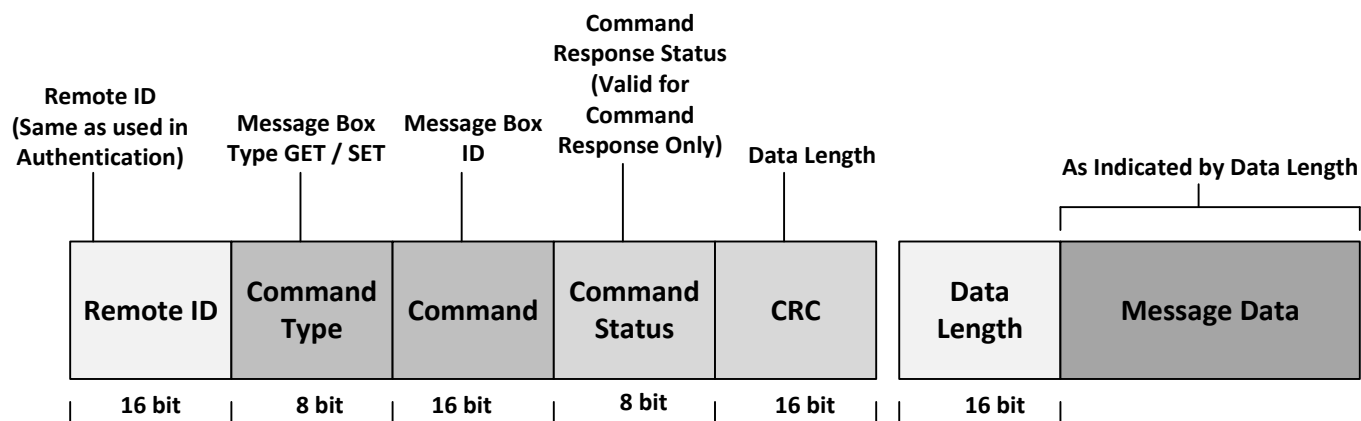 Remote ID
(Same as used in
Authentication)
Message Box
Type GET / SET
Message Box
ID
Command
Response Status
(Valid for
Command
Response Only)
Data Length
As Indicated by Data Length
Remote ID
Command
Type
Command
Command
Status
CRC
Data
Length
Message Data
16 bit
8 bit
16 bit
8 bit
16 bit
16 bit